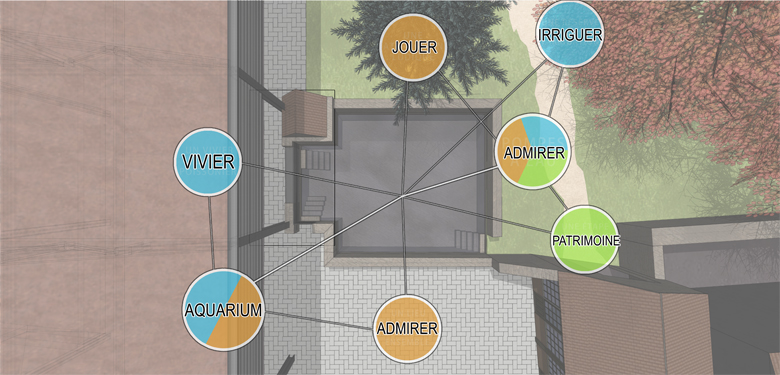 JOUER
IRRIGUER
VIVIER
ADMIRER
PATRIMOINE
AQUARIUM
ADMIRER